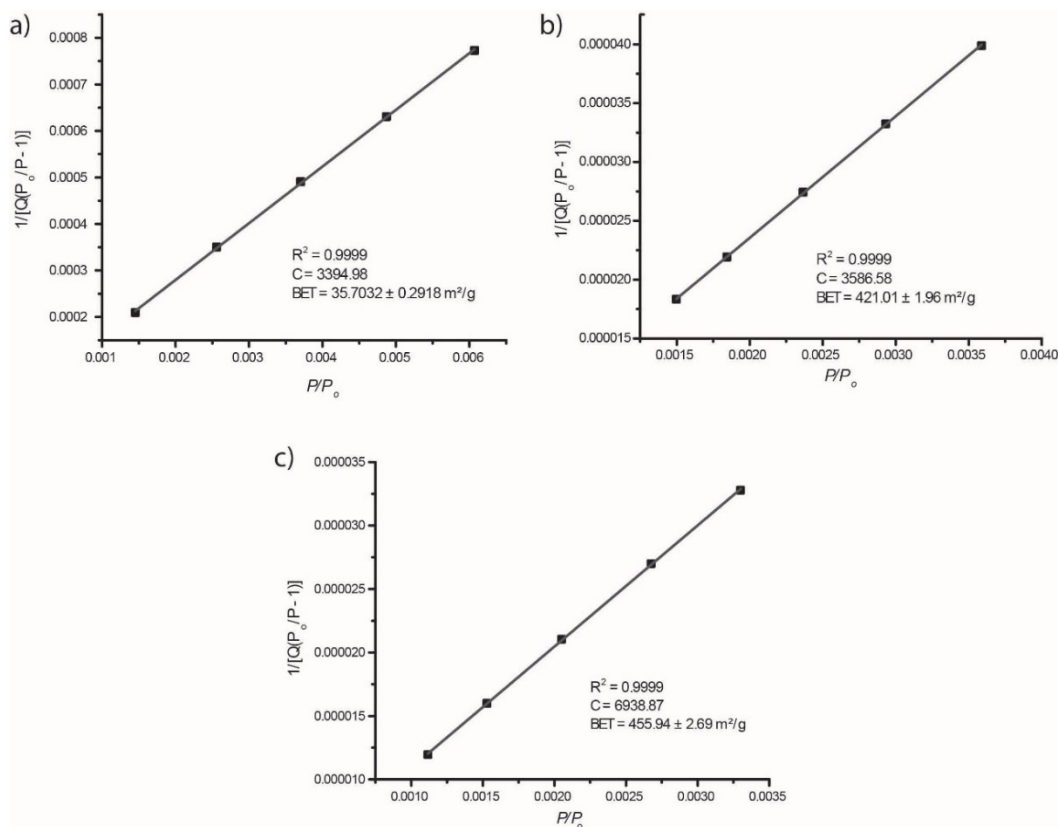 a)
1/[Q(Pₒ/P - 1)]
0.0008
0.0007
0.0006
0.0005
0.0004
0.0003
0.0002
R² = 0.9999
C = 3394.98
BET = 35.7032 ± 0.2918 m²/g
0.001 0.002 0.003 0.004 0.005 0.006
P/Pₒ
b)
1/[Q(Pₒ/P - 1)]
0.000040
0.000035
0.000030
0.000025
0.000020
0.000015
R² = 0.9999
C = 3586.58
BET = 421.01 ± 1.96 m²/g
0.0015 0.0020 0.0025 0.0030 0.0035 0.0040
P/Pₒ
c)
1/[Q(Pₒ/P - 1)]
0.000035
0.000030
0.000025
0.000020
0.000015
0.000010
R² = 0.9999
C = 6938.87
BET = 455.94 ± 2.69 m²/g
0.0010 0.0015 0.0020 0.0025 0.0030 0.0035
P/Pₒ